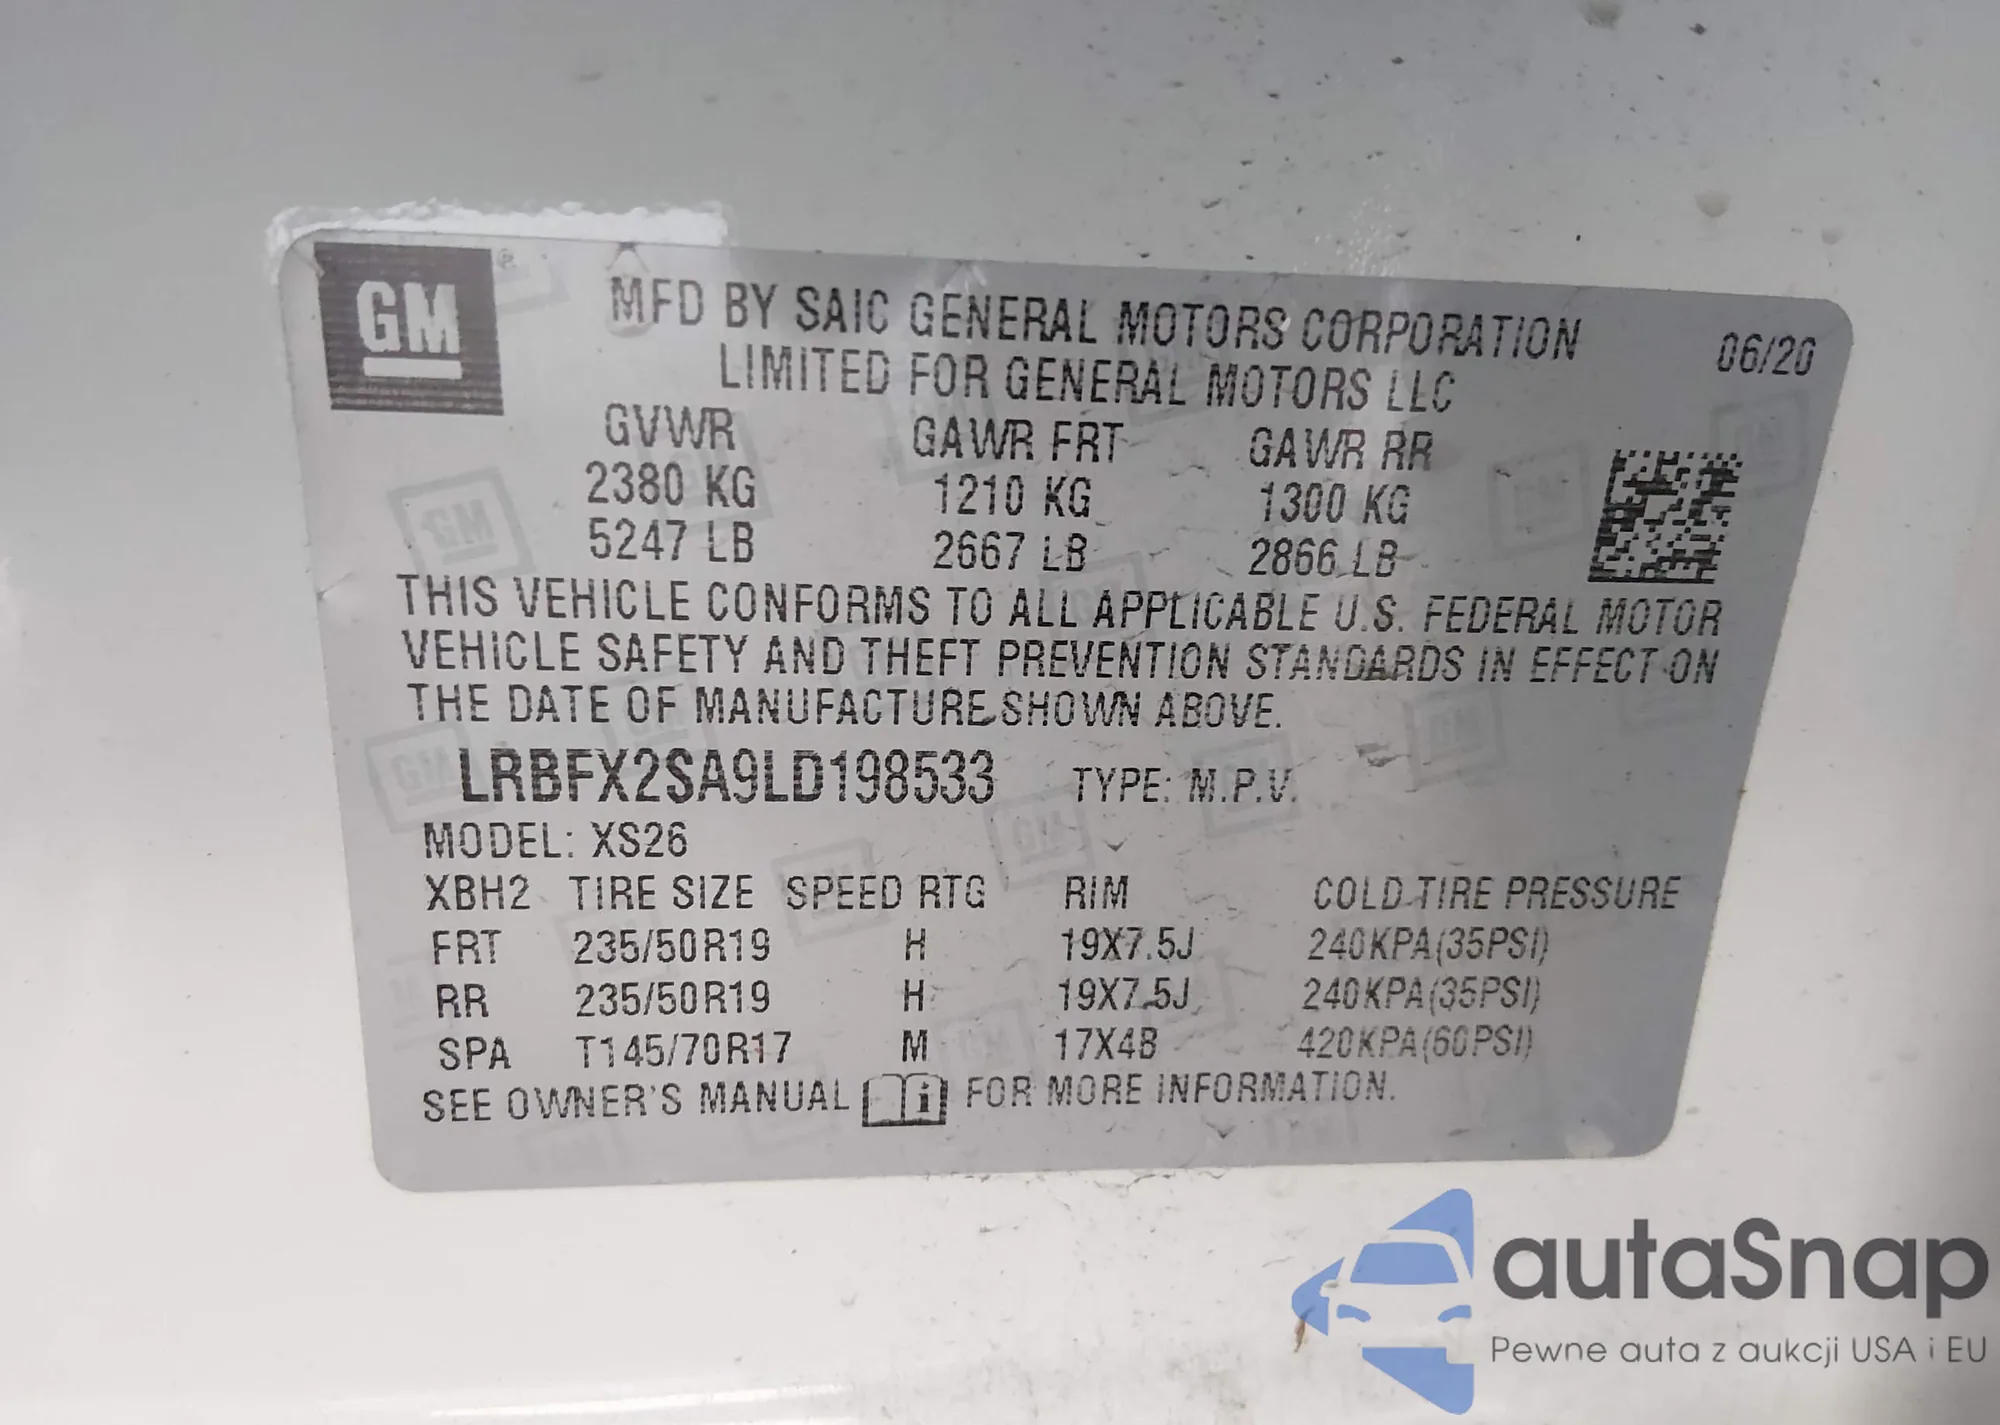 GM
MFD BY SAIC GENERAL MOTORS CORPORATION
LIMITED FOR GENERAL MOTORS LLC
06/20
GVWR GAWR FRT GAWR RR
2380 KG 1210 KG 1300 KG
5247 LB 2667 LB 2866 LB
THIS VEHICLE CONFORMS TO ALL APPLICABLE U.S. FEDERAL MOTOR
VEHICLE SAFETY AND THEFT PREVENTION STANDARDS IN EFFECT ON
THE DATE OF MANUFACTURE SHOWN ABOVE.
LRBFX2SA9LD198533 TYPE: M.P.V.
MODEL: XS26
XBH2 TIRE SIZE SPEED RTG RIM COLD TIRE PRESSURE
FRT 235/50R19 H 19X7.5J 240KPA(35PSI)
RR 235/50R19 H 19X7.5J 240KPA(35PSI)
SPA T145/70R17 M 17X4B 420KPA(60PSI)
SEE OWNER'S MANUAL i FOR MORE INFORMATION.
autaSnap
Pewne auta z aukcji USA i EU